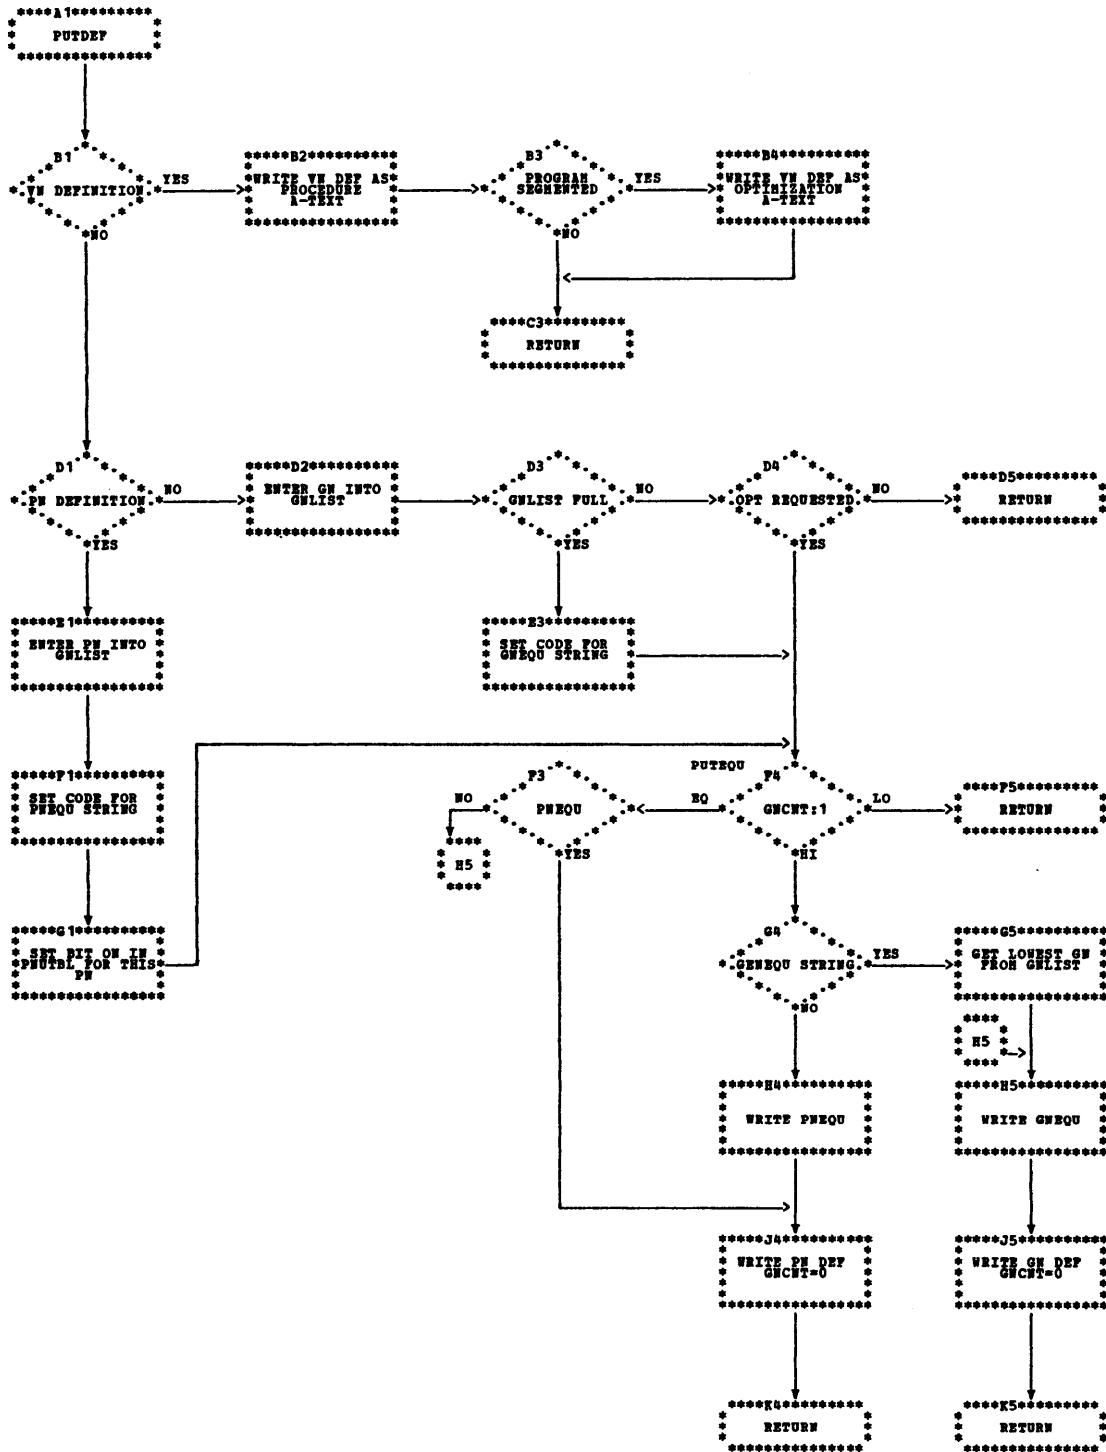 A1
PUTDEF
B1
VN DEFINITION
YES
NO
B2
WRITE VN DEF AS
PROCEDURE
A-TEXT
B3
PROGRAM
SEGMENTED
YES
NO
B4
WRITE VN DEF AS
OPTIMIZATION
A-TEXT
C3
RETURN
D1
PN DEFINITION
NO
YES
D2
ENTER GN INTO
GNLIST
D3
GNLIST FULL
NO
YES
D4
OPT REQUESTED
NO
YES
D5
RETURN
E1
ENTER PN INTO
GNLIST
E3
SET CODE FOR
GNEQU STRING
F1
SET CODE FOR
PNEQU STRING
F3
PNEQU
NO
YES
H5
PUTEQU
F4
GNCNT:1
EQ
LO
HI
F5
RETURN
G1
SET BIT ON IN
PNUTBL FOR THIS
PN
G4
GENEQU STRING
YES
NO
G5
GET LOWEST GN
FROM GNLIST
H5
H4
WRITE PNEQU
H5
WRITE GNEQU
J4
WRITE PN DEF
GNCNT=0
J5
WRITE GN DEF
GNCNT=0
K4
RETURN
K5
RETURN